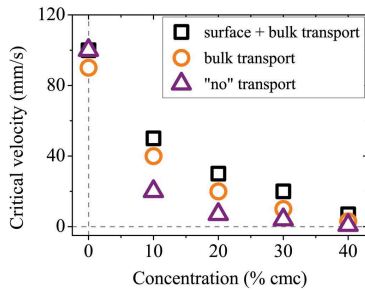 120
80
40
0
Critical velocity (mm/s)
surface + bulk transport
bulk transport
"no" transport
0 10 20 30 40
Concentration (% cmc)